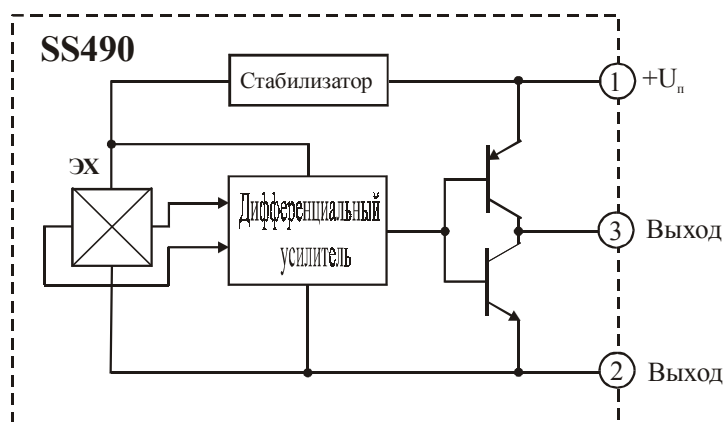 SS490
Стабилизатор
1
+Uп
ЭХ
Дифференциальный
усилитель
3
Выход
2
Выход